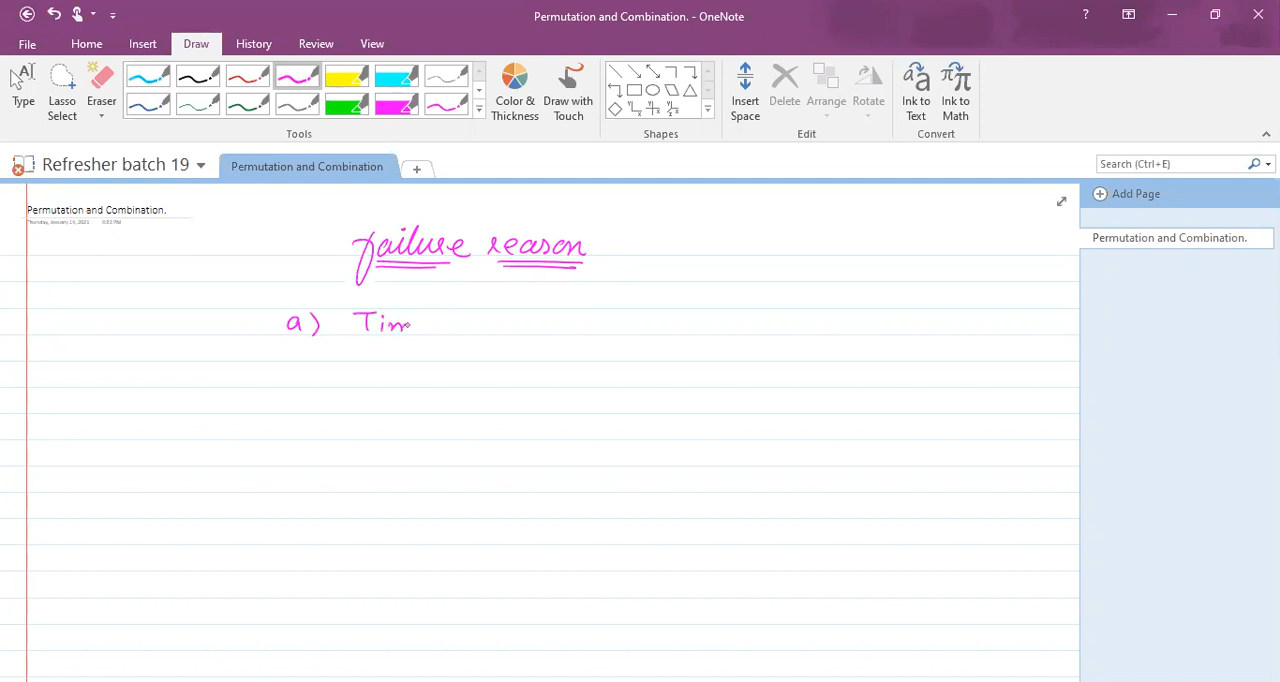 Permutation and Combination. - OneNote
?
File Home Insert Draw History Review View
Type Lasso Select Eraser Color & Thickness Draw with Touch Insert Space Delete Arrange Rotate Ink to Text Ink to Math
Tools Shapes Edit Convert
Refresher batch 19 Permutation and Combination + Search (Ctrl+E)
Add Page
Permutation and Combination.
Permutation and Combination.
failure reason
a) Tim